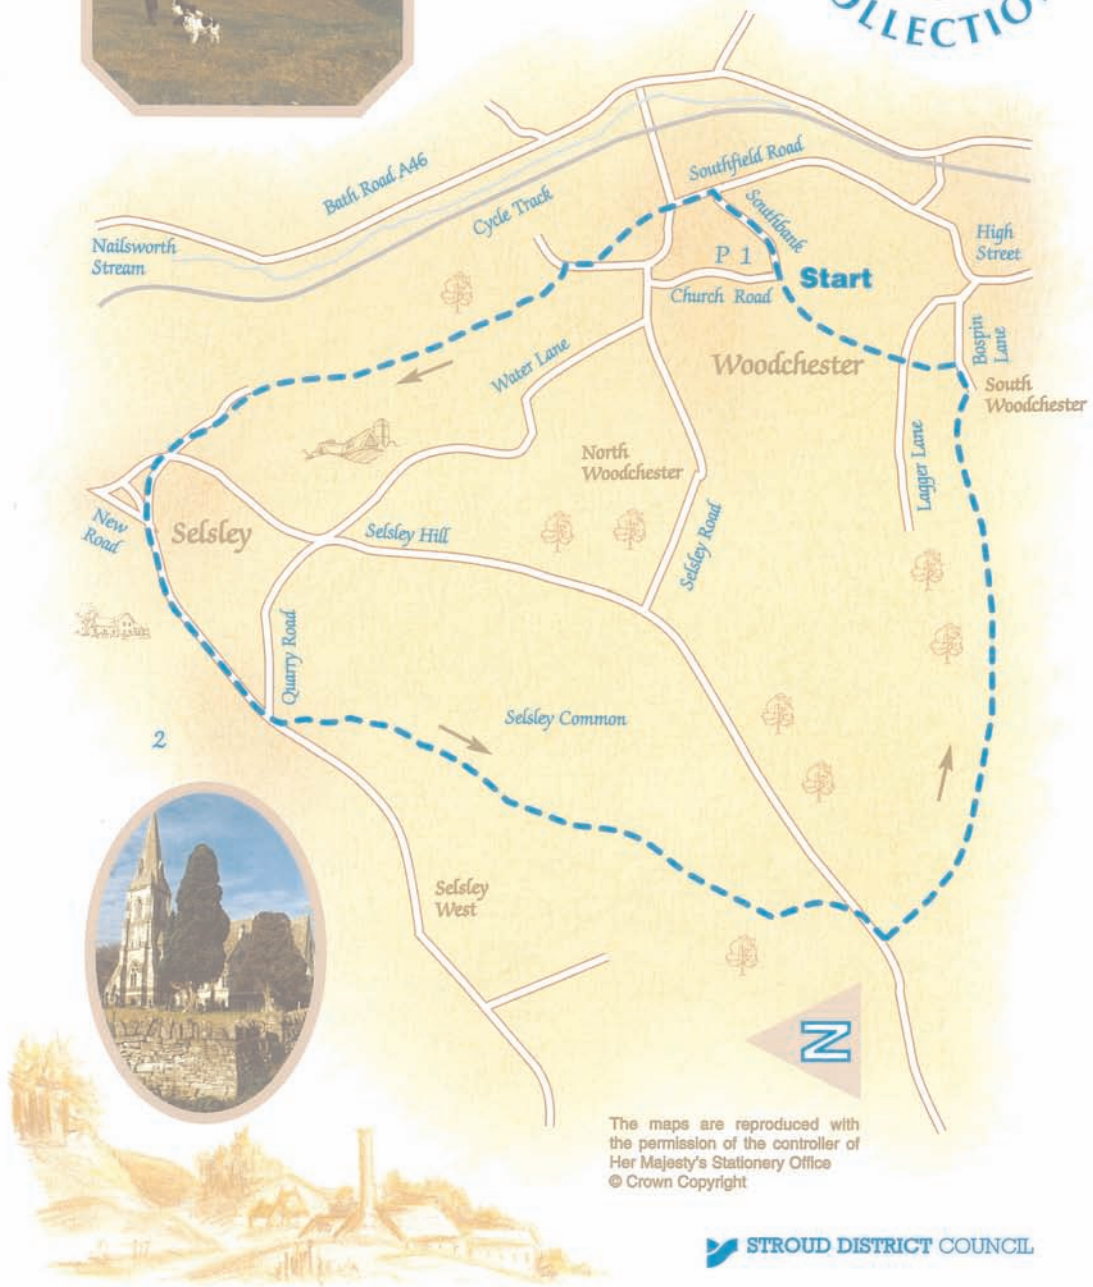 Bath Road A46
Southfield Road
Southbank
Cycle Track
Nailsworth
Stream
P 1
Start
High
Street
Church Road
Bospin
Lane
Water Lane
Woodchester
South
Woodchester
North
Woodchester
Lagger Lane
New
Road
Selsley
Selsley Hill
Selsley Road
Quarry Road
Selsley Common
2
Selsley
West
N
The maps are reproduced with
the permission of the controller of
Her Majesty's Stationery Office
© Crown Copyright
STROUD DISTRICT COUNCIL